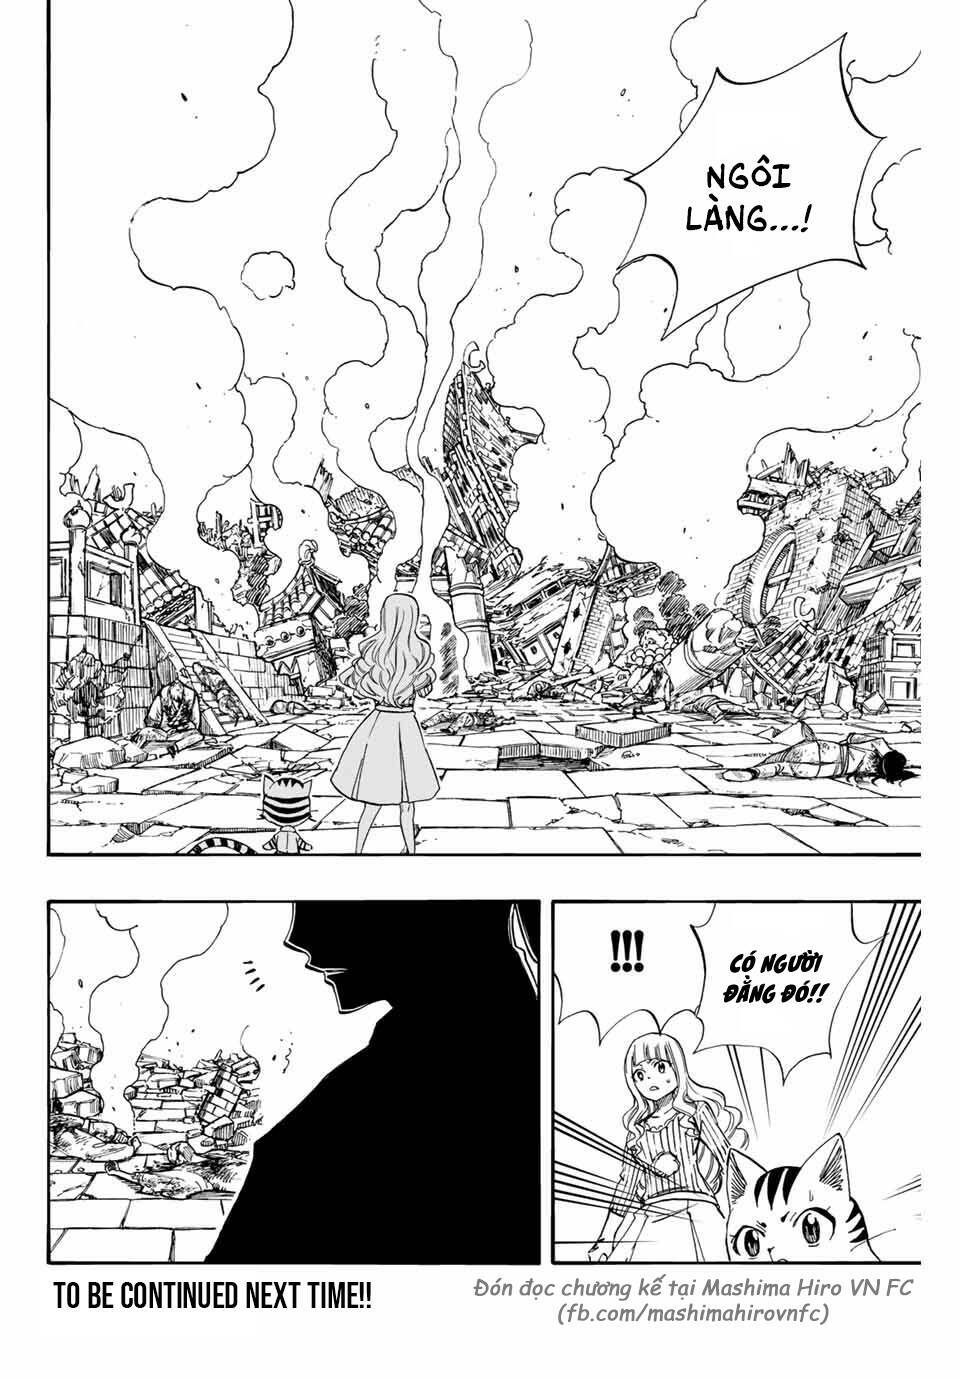 NGÔI
LÀNG...!
!!!
CÓ NGƯỜI
ĐẰNG ĐÓ!!
TO BE CONTINUED NEXT TIME!!
Đón đọc chương kế tại Mashima Hiro VN FC
(fb.com/mashimahirovnfc)